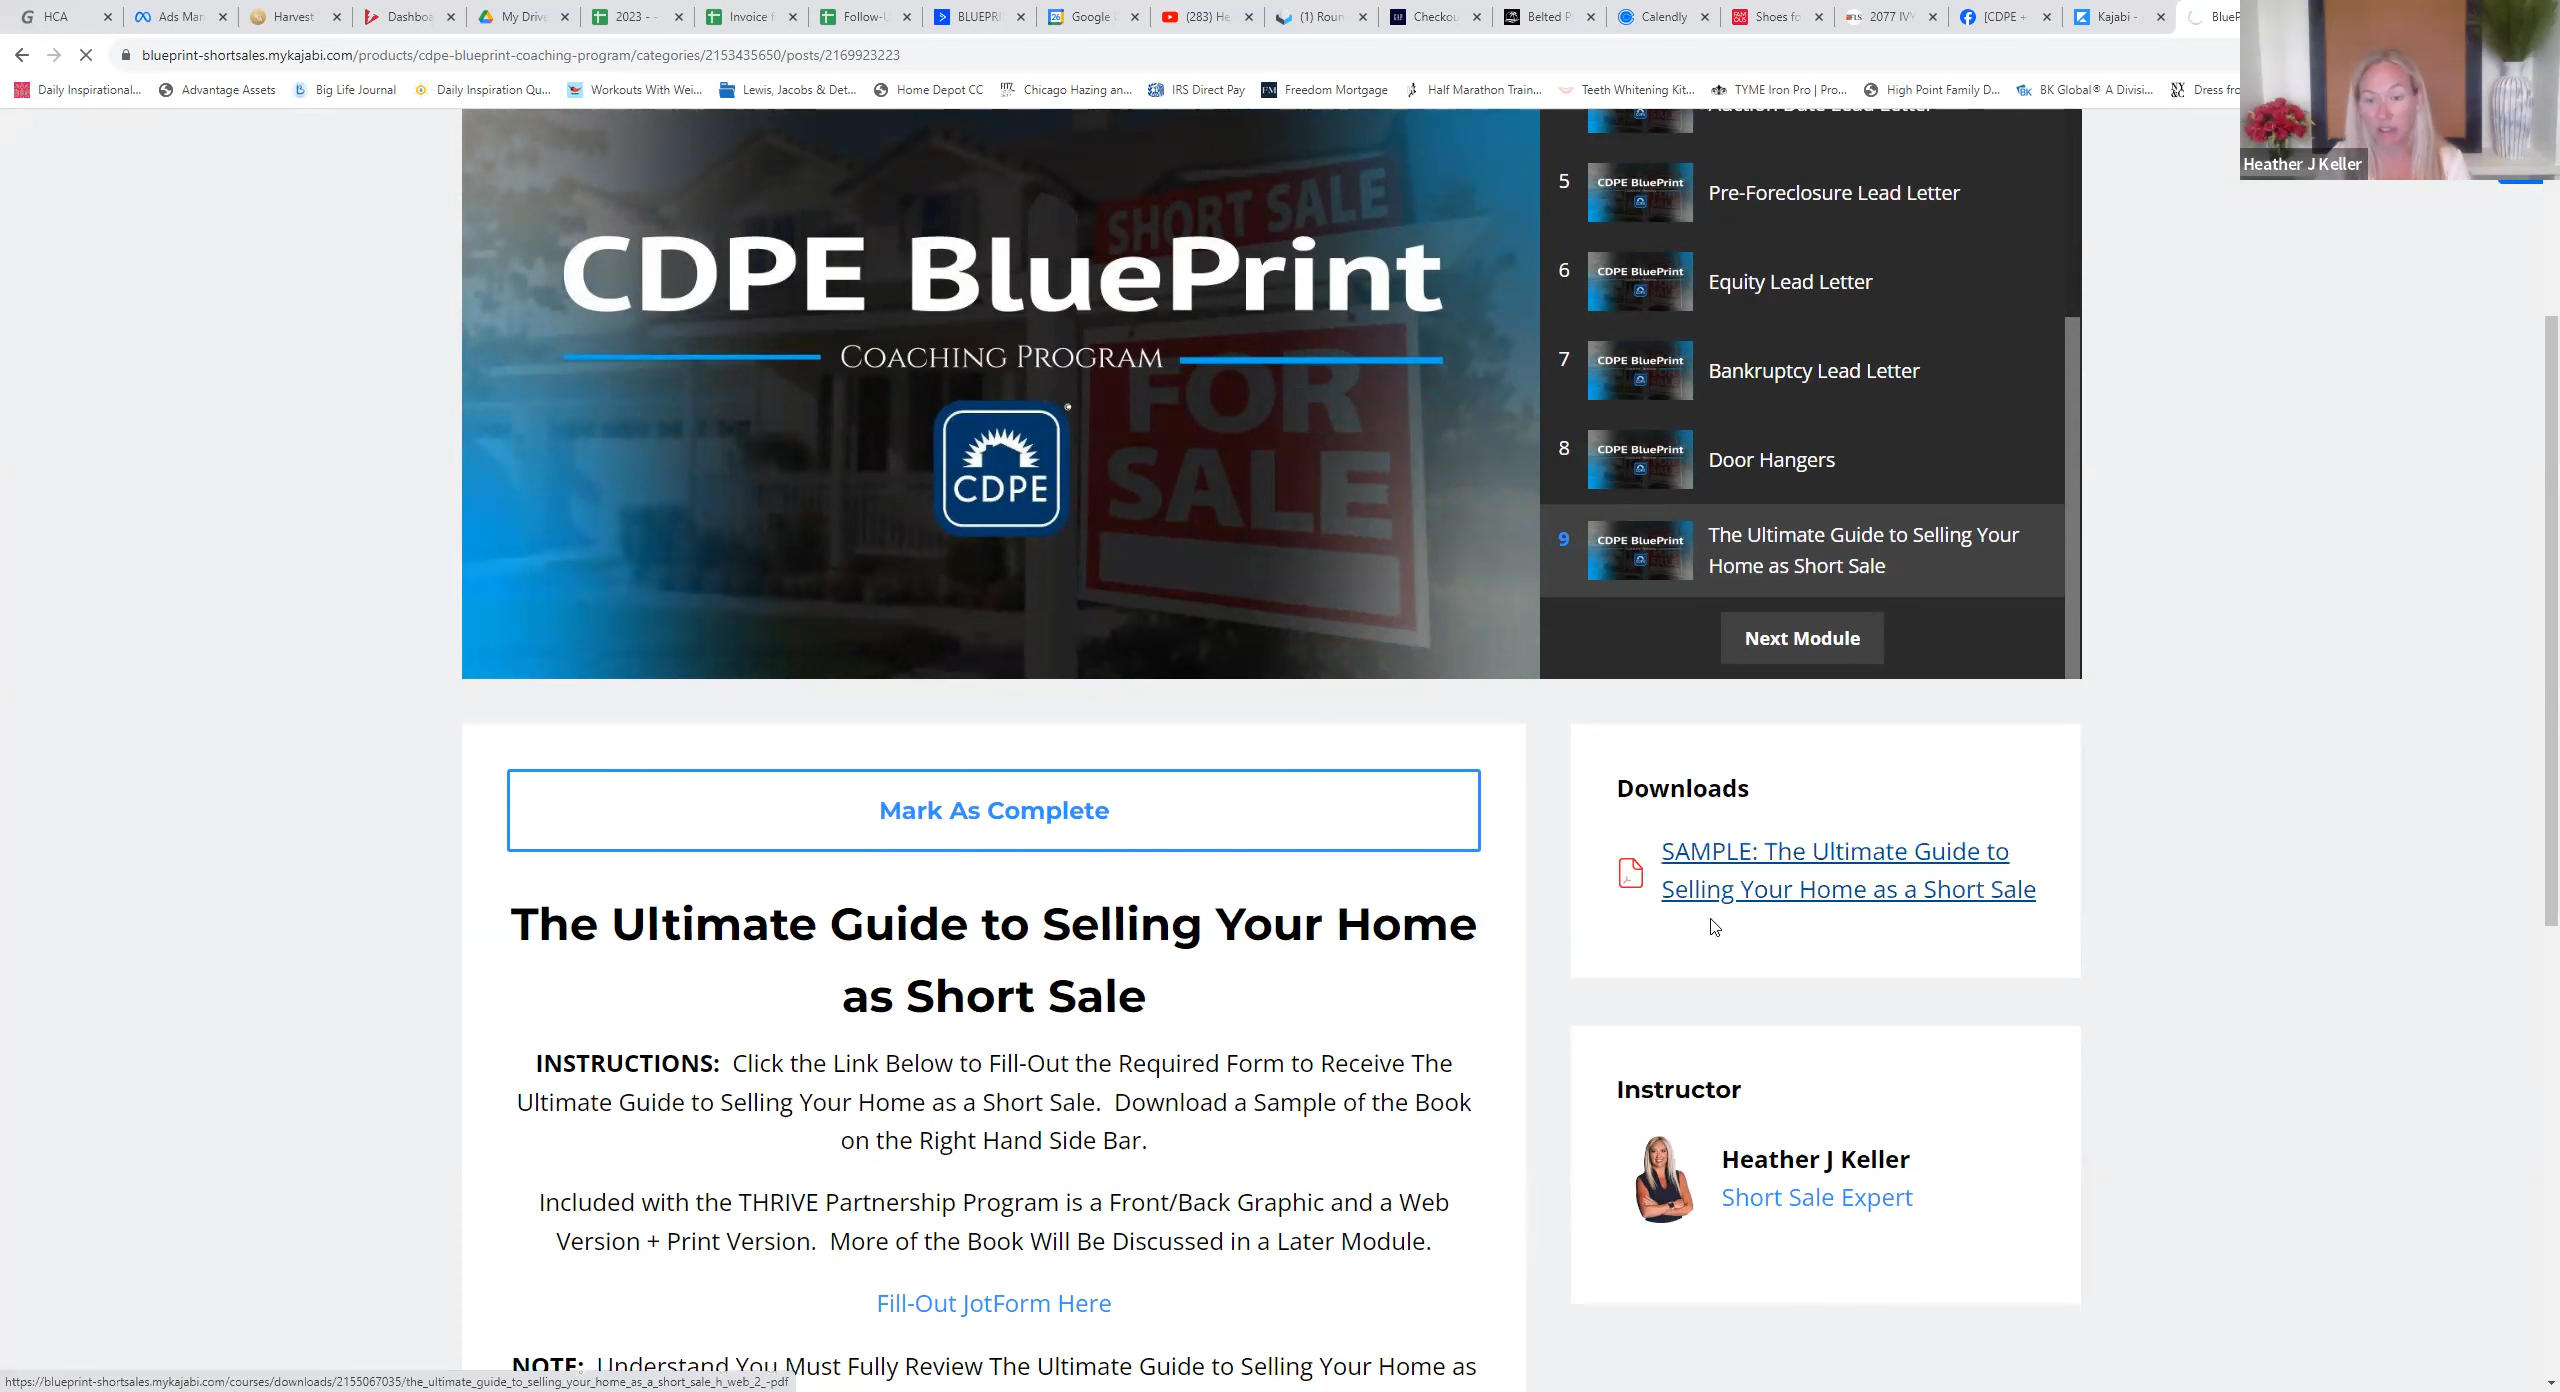 HCA
Ads Man
Harvest
Dashboa
My Drive
2023 -
Invoice f
Follow-U
BLUEPRI
Google
(283) He
(1) Roun
Checkou
Belted P
Calendly
Shoes fo
2077 IVY
[CDPE +
Kajabi -
BlueP
blueprint-shortsales.mykajabi.com/products/cdpe-blueprint-coaching-program/categories/2153435650/posts/2169923223
Daily Inspirational...
Advantage Assets
Big Life Journal
Daily Inspiration Qu...
Workouts With Wei...
Lewis, Jacobs & Det...
Home Depot CC
Chicago Hazing an...
IRS Direct Pay
Freedom Mortgage
Half Marathon Train...
Teeth Whitening Kit...
TYME Iron Pro | Pro...
High Point Family D...
BK Global® A Divisi...
Dress fro
Heather J Keller
SHORT SALE
FOR
SALE
CDPE BluePrint
COACHING PROGRAM
CDPE
Auction Date Lead Letter
5 CDPE BluePrint Pre-Foreclosure Lead Letter
6 CDPE BluePrint Equity Lead Letter
7 CDPE BluePrint Bankruptcy Lead Letter
8 CDPE BluePrint Door Hangers
9 CDPE BluePrint The Ultimate Guide to Selling Your
Home as Short Sale
Next Module
Mark As Complete
The Ultimate Guide to Selling Your Home
as Short Sale
INSTRUCTIONS: Click the Link Below to Fill-Out the Required Form to Receive The
Ultimate Guide to Selling Your Home as a Short Sale. Download a Sample of the Book
on the Right Hand Side Bar.
Included with the THRIVE Partnership Program is a Front/Back Graphic and a Web
Version + Print Version. More of the Book Will Be Discussed in a Later Module.
Fill-Out JotForm Here
NOTE: Understand You Must Fully Review The Ultimate Guide to Selling Your Home as
Downloads
SAMPLE: The Ultimate Guide to
Selling Your Home as a Short Sale
Instructor
Heather J Keller
Short Sale Expert
https://blueprint-shortsales.mykajabi.com/courses/downloads/2155067035/the_ultimate_guide_to_selling_your_home_as_a_short_sale_h_web_2_-pdf